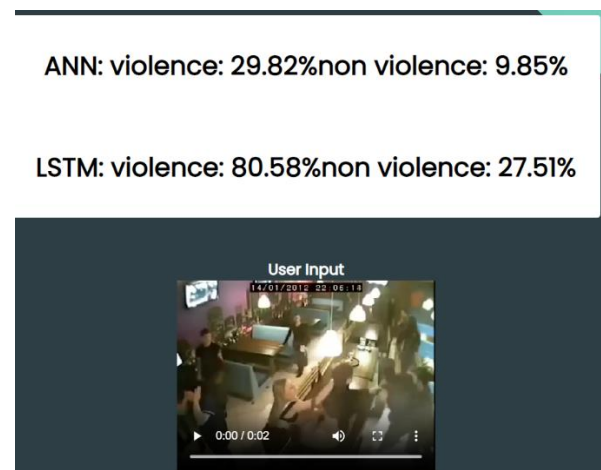 ANN: violence: 29.82%non violence: 9.85%
LSTM: violence: 80.58%non violence: 27.51%
User Input
14/01/2012 22:06:14
0:00 / 0:02